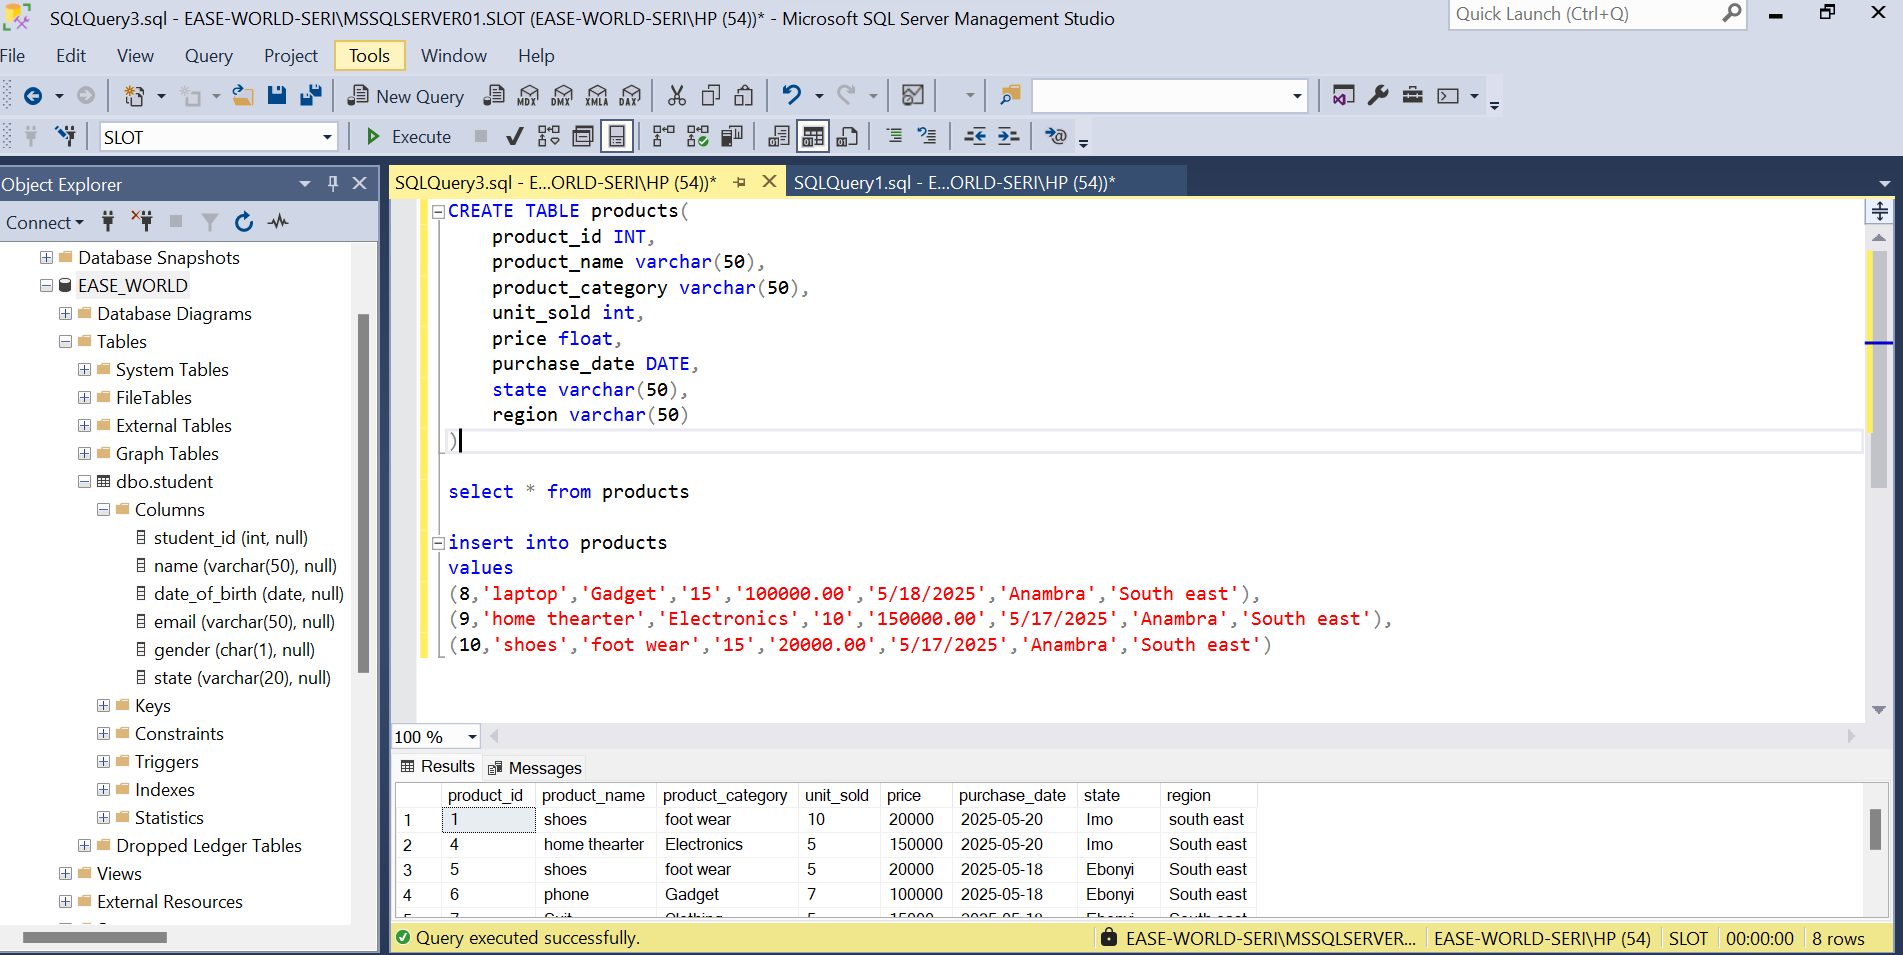 SQLQuery3.sql - EASE-WORLD-SERI\MSSQLSERVER01.SLOT (EASE-WORLD-SERI\HP (54))* - Microsoft SQL Server Management Studio
Quick Launch (Ctrl+Q)
File Edit View Query Project Tools Window Help
New Query MDX DMX XMLA DAX
SLOT Execute
Object Explorer
Connect
Database Snapshots
EASE_WORLD
Database Diagrams
Tables
System Tables
FileTables
External Tables
Graph Tables
dbo.student
Columns
student_id (int, null)
name (varchar(50), null)
date_of_birth (date, null)
email (varchar(50), null)
gender (char(1), null)
state (varchar(20), null)
Keys
Constraints
Triggers
Indexes
Statistics
Dropped Ledger Tables
Views
External Resources
SQLQuery3.sql - E...ORLD-SERI\HP (54))* SQLQuery1.sql - E...ORLD-SERI\HP (54))*
CREATE TABLE products(
product_id INT,
product_name varchar(50),
product_category varchar(50),
unit_sold int,
price float,
purchase_date DATE,
state varchar(50),
region varchar(50)
)
select * from products
insert into products
values
(8,'laptop','Gadget','15','100000.00','5/18/2025','Anambra','South east'),
(9,'home thearter','Electronics','10','150000.00','5/17/2025','Anambra','South east'),
(10,'shoes','foot wear','15','20000.00','5/17/2025','Anambra','South east')
100 %
Results Messages
product_id product_name product_category unit_sold price purchase_date state region
1 1 shoes foot wear 10 20000 2025-05-20 Imo south east
2 4 home thearter Electronics 5 150000 2025-05-20 Imo South east
3 5 shoes foot wear 5 20000 2025-05-18 Ebonyi South east
4 6 phone Gadget 7 100000 2025-05-18 Ebonyi South east
Query executed successfully. EASE-WORLD-SERI\MSSQLSERVER... EASE-WORLD-SERI\HP (54) SLOT 00:00:00 8 rows